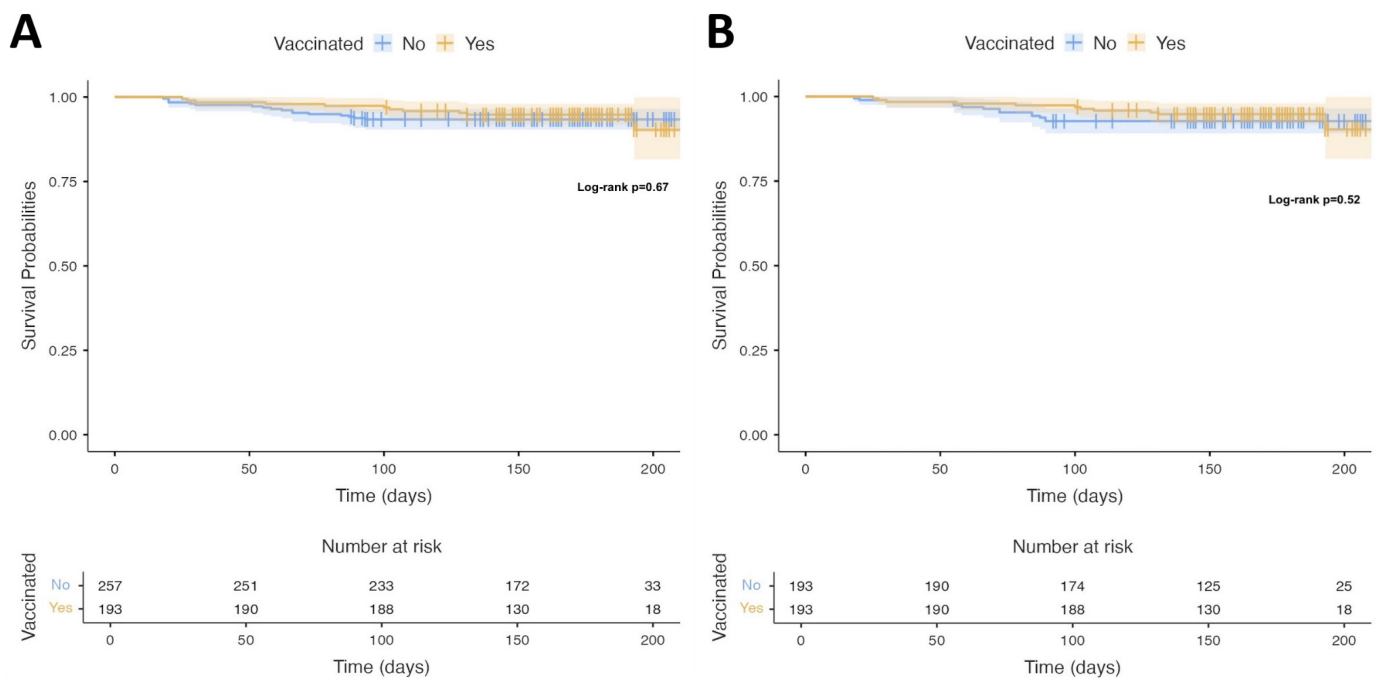 A
Vaccinated No Yes
1.00
0.75
0.50
0.25
0.00
Survival Probabilities
Log-rank p=0.67
0 50 100 150 200
Time (days)
Number at risk
Vaccinated
No 257 251 233 172 33
Yes 193 190 188 130 18
0 50 100 150 200
Time (days)
B
Vaccinated No Yes
1.00
0.75
0.50
0.25
0.00
Survival Probabilities
Log-rank p=0.52
0 50 100 150 200
Time (days)
Number at risk
Vaccinated
No 193 190 174 125 25
Yes 193 190 188 130 18
0 50 100 150 200
Time (days)